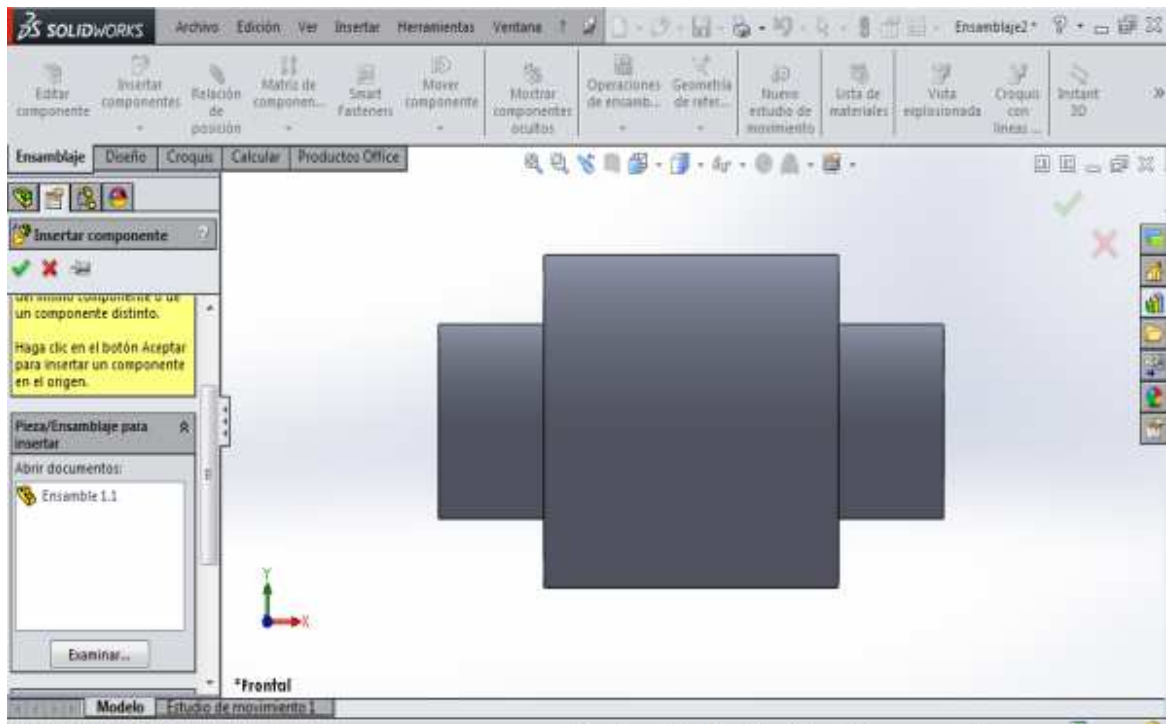 SOLIDWORKS Archivo Edición Ver Insertar Herramientas Ventana ? Ensamblaje2 *
Editar componente
Insertar componentes
Relación de posición
Matriz de componen...
Smart Fasteners
Mover componente
Mostrar componentes ocultos
Operaciones de ensamb...
Geometría de refer...
Nuevo estudio de movimiento
Lista de materiales
Vista explosionada
Croquis con líneas ...
Instant 3D
Ensamblaje Diseño Croquis Calcular Productos Office
Insertar componente ?
del mismo componente o de
un componente distinto.
Haga clic en el botón Aceptar
para insertar un componente
en el origen.
Pieza/Ensamblaje para
insertar
Abrir documentos:
Ensamble 1.1
Examinar...
Y
X
*Frontal
Modelo Estudio de movimiento 1